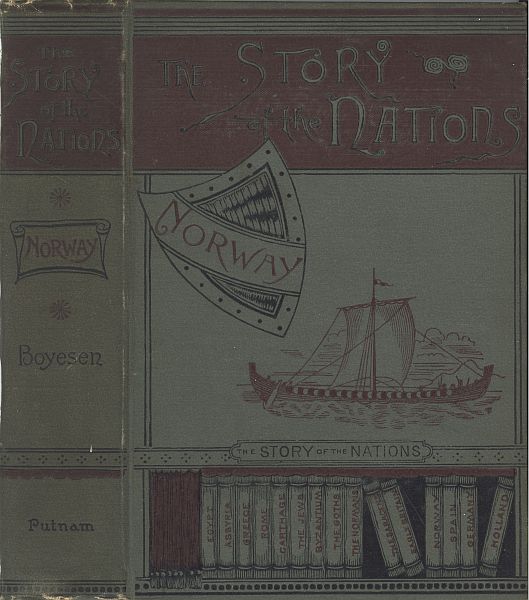 The
STORY
of the
NATIONS
NORWAY
Boyesen
Putnam
THE STORY
of the NATIONS
NORWAY
THE STORY OF THE NATIONS
EGYPT
ASSYRIA
GREECE
ROME
CARTHAGE
THE JEWS
BYZANTIUM
THE GOTHS
THE NORMANS
NORWAY
SPAIN
GERMANY
HOLLAND